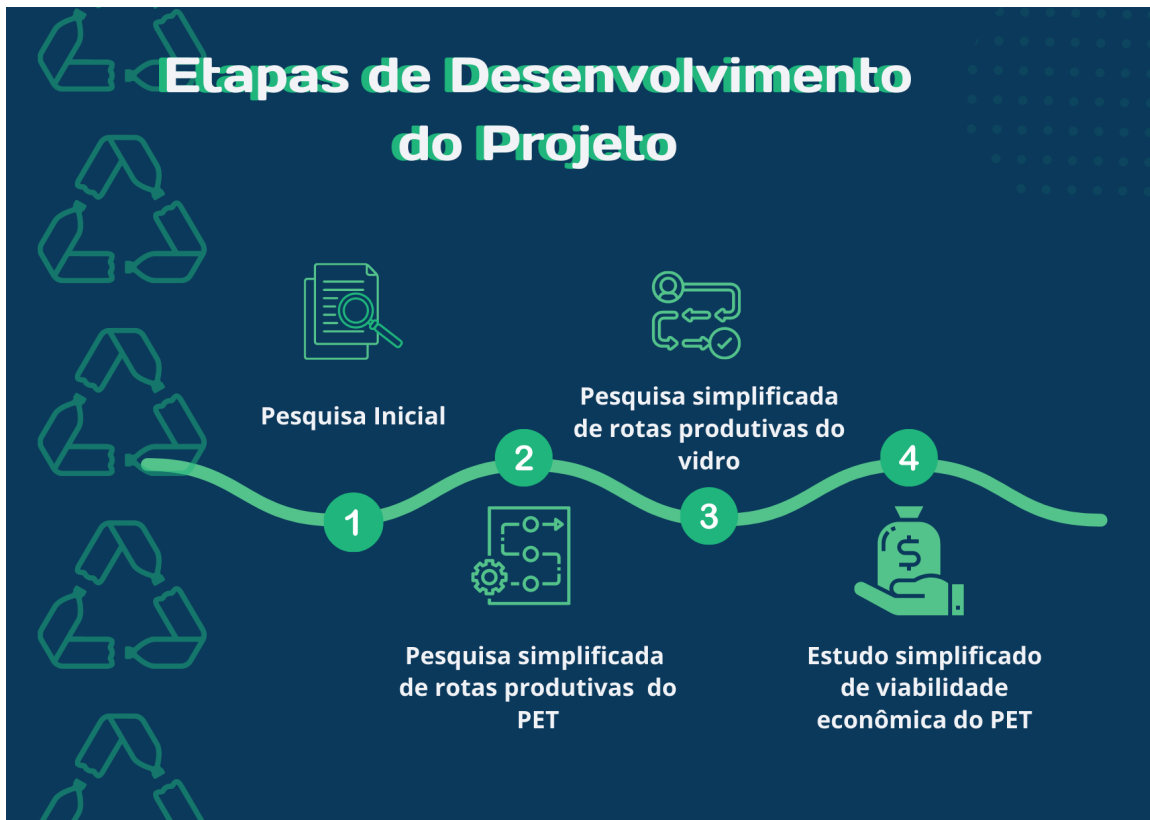 Etapas de Desenvolvimento
do Projeto
Pesquisa Inicial
1
2
Pesquisa simplificada
de rotas produtivas do
PET
Pesquisa simplificada
de rotas produtivas do
vidro
3
4
$
Estudo simplificado
de viabilidade
econômica do PET